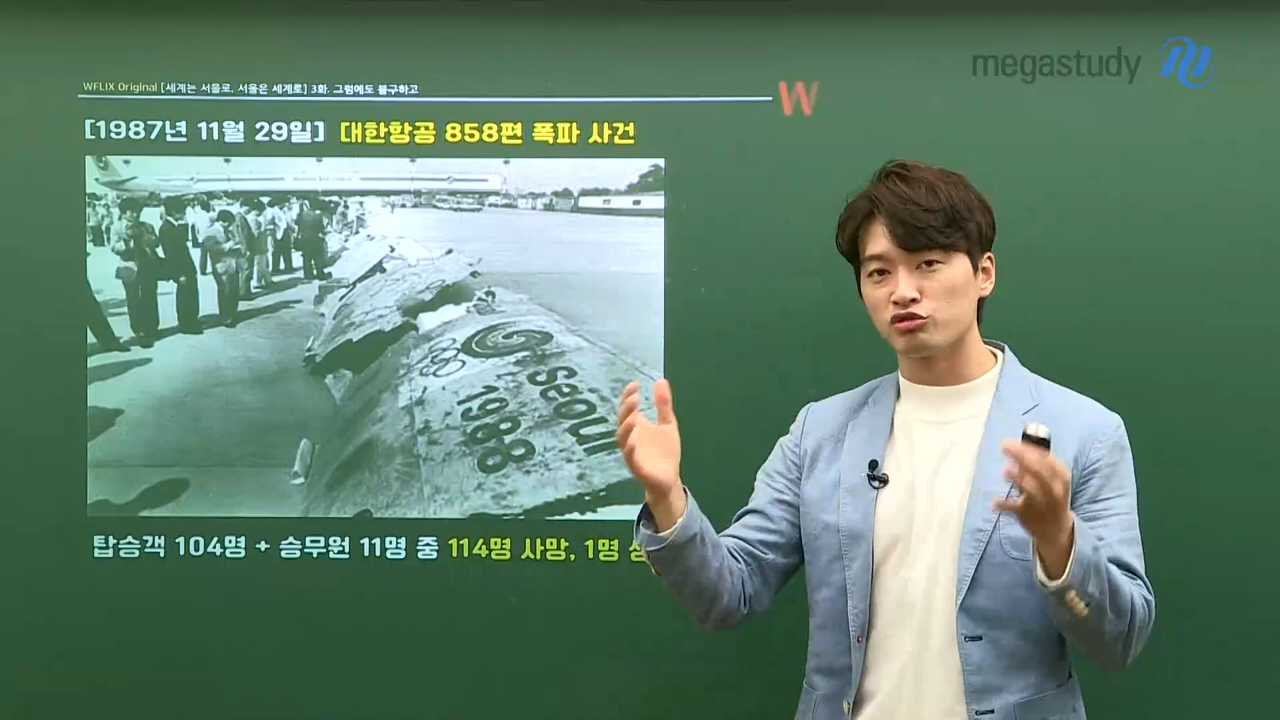 megastudy
WFLIX Original [세계는 서울로, 서울은 세계로] 3화. 그럼에도 불구하고
W
[1987년 11월 29일] 대한항공 858편 폭파 사건
Seoul
1988
탑승객 104명 + 승무원 11명 중 114명 사망, 1명